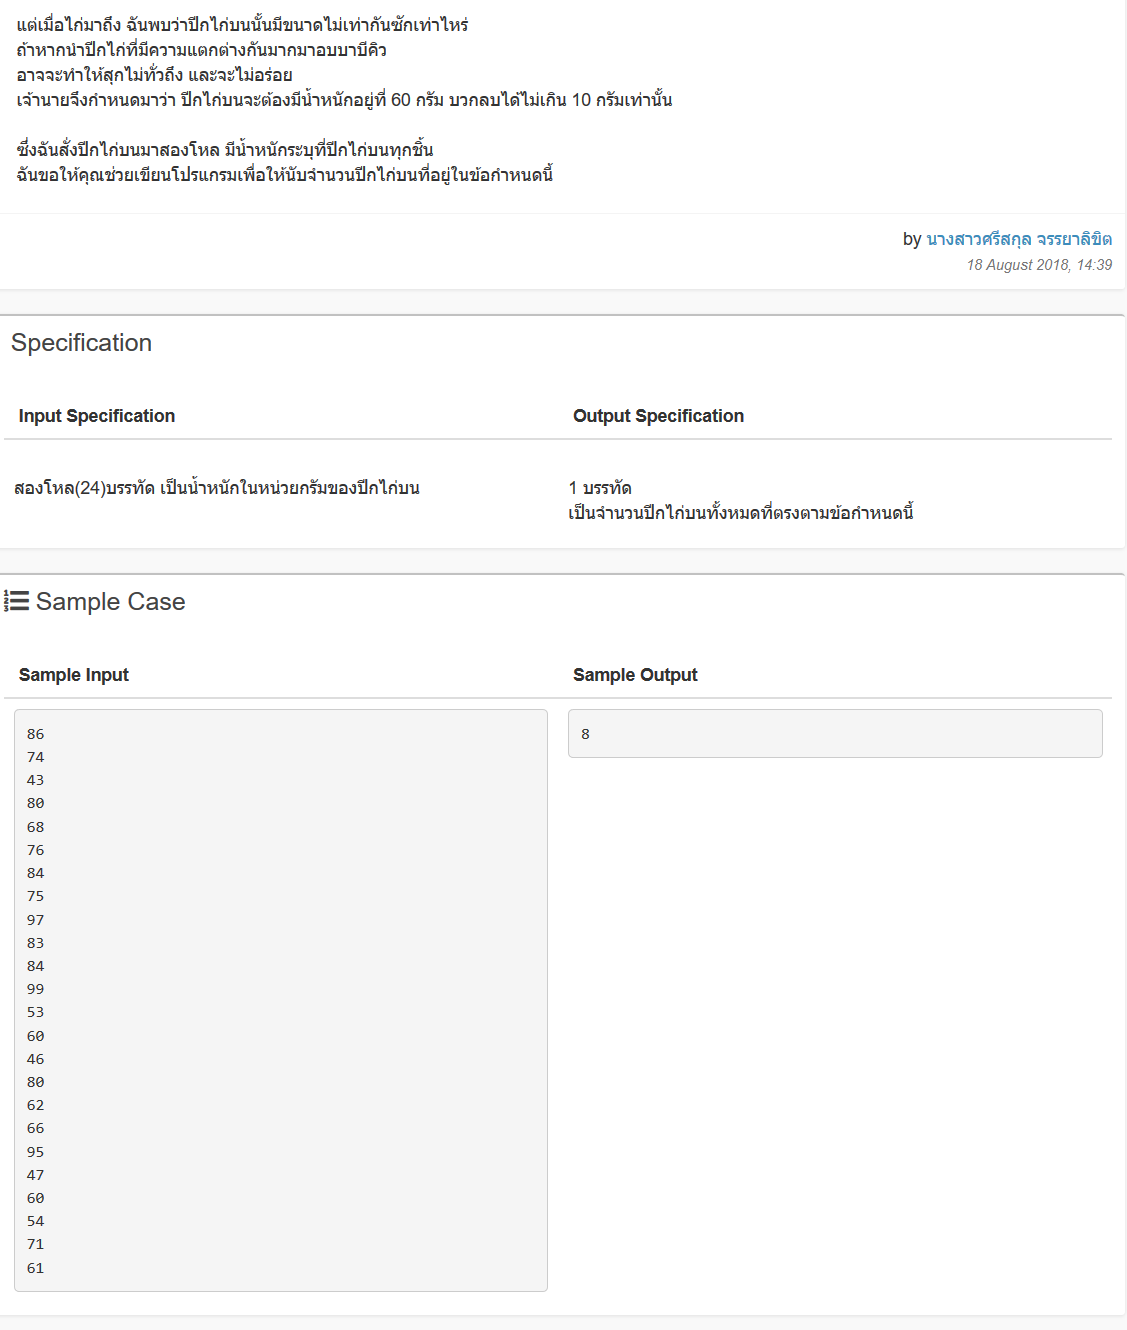 แต่เมื่อไก่มาถึง ฉันพบว่าปีกไก่บนนั้นมีขนาดไม่เท่ากันซักเท่าไหร่
ถ้าหากนำปีกไก่ที่มีความแตกต่างกันมากมาอบบาบีคิว
อาจจะทำให้สุกไม่ทั่วถึง และจะไม่อร่อย
เจ้านายจึงกำหนดมาว่า ปีกไก่บนจะต้องมีน้ำหนักอยู่ที่ 60 กรัม บวกลบได้ไม่เกิน 10 กรัมเท่านั้น
ซึ่งฉันสั่งปีกไก่บนมาสองโหล มีน้ำหนักระบุที่ปีกไก่บนทุกชิ้น
ฉันขอให้คุณช่วยเขียนโปรแกรมเพื่อให้นับจำนวนปีกไก่บนที่อยู่ในข้อกำหนดนี้
by นางสาวศรีสกุล จรรยาลิขิต
18 August 2018, 14:39
Specification
Input Specification
Output Specification
สองโหล(24)บรรทัด เป็นน้ำหนักในหน่วยกรัมของปีกไก่บน
1 บรรทัด
เป็นจำนวนปีกไก่บนทั้งหมดที่ตรงตามข้อกำหนดนี้
Sample Case
Sample Input
Sample Output
86
74
43
80
68
76
84
75
97
83
84
99
53
60
46
80
62
66
95
47
60
54
71
61
8